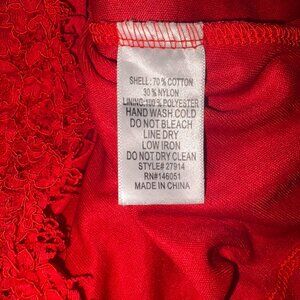 SHELL: 70 % COTTON
30 % NYLON
LINING:100 % POLYESTER
HAND WASH COLD
DO NOT BLEACH
LINE DRY
LOW IRON
DO NOT DRY CLEAN
STYLE# 27914
RN#146051
MADE IN CHINA